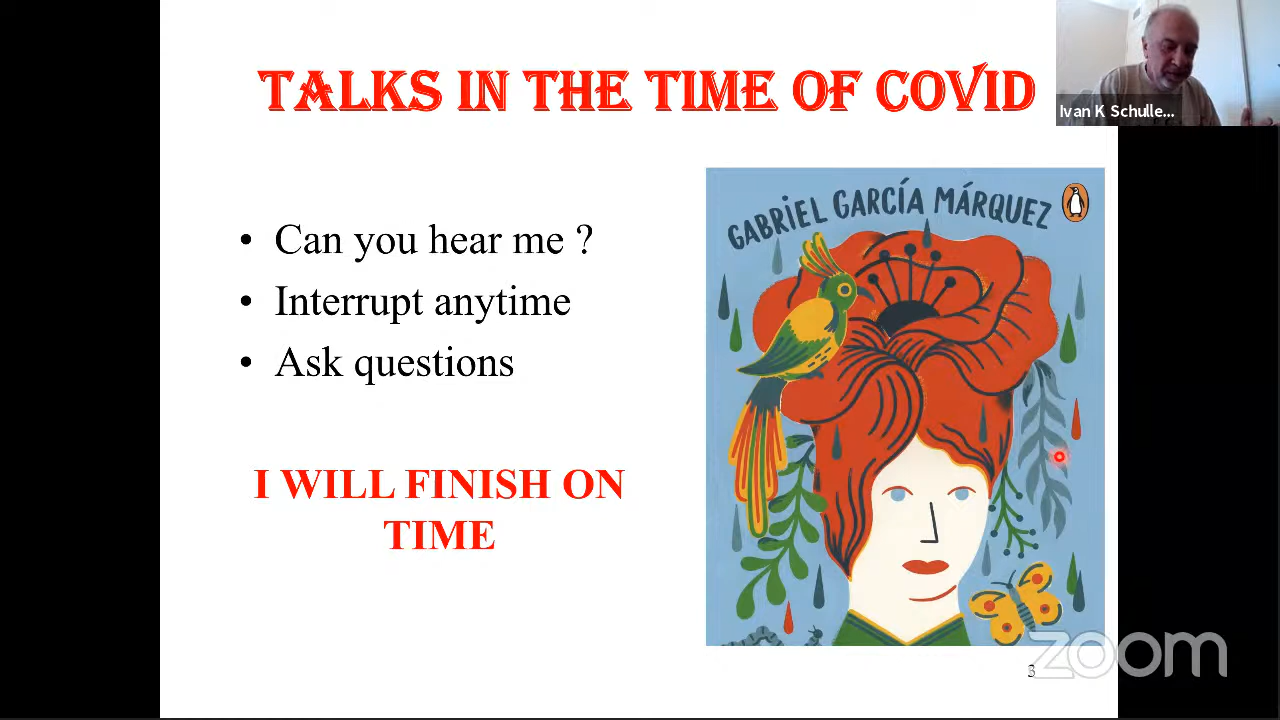 TALKS IN THE TIME OF COVID
Ivan K Schulle...
GABRIEL GARCÍA MÁRQUEZ
• Can you hear me ?
• Interrupt anytime
• Ask questions
I WILL FINISH ON
TIME
zoom
3